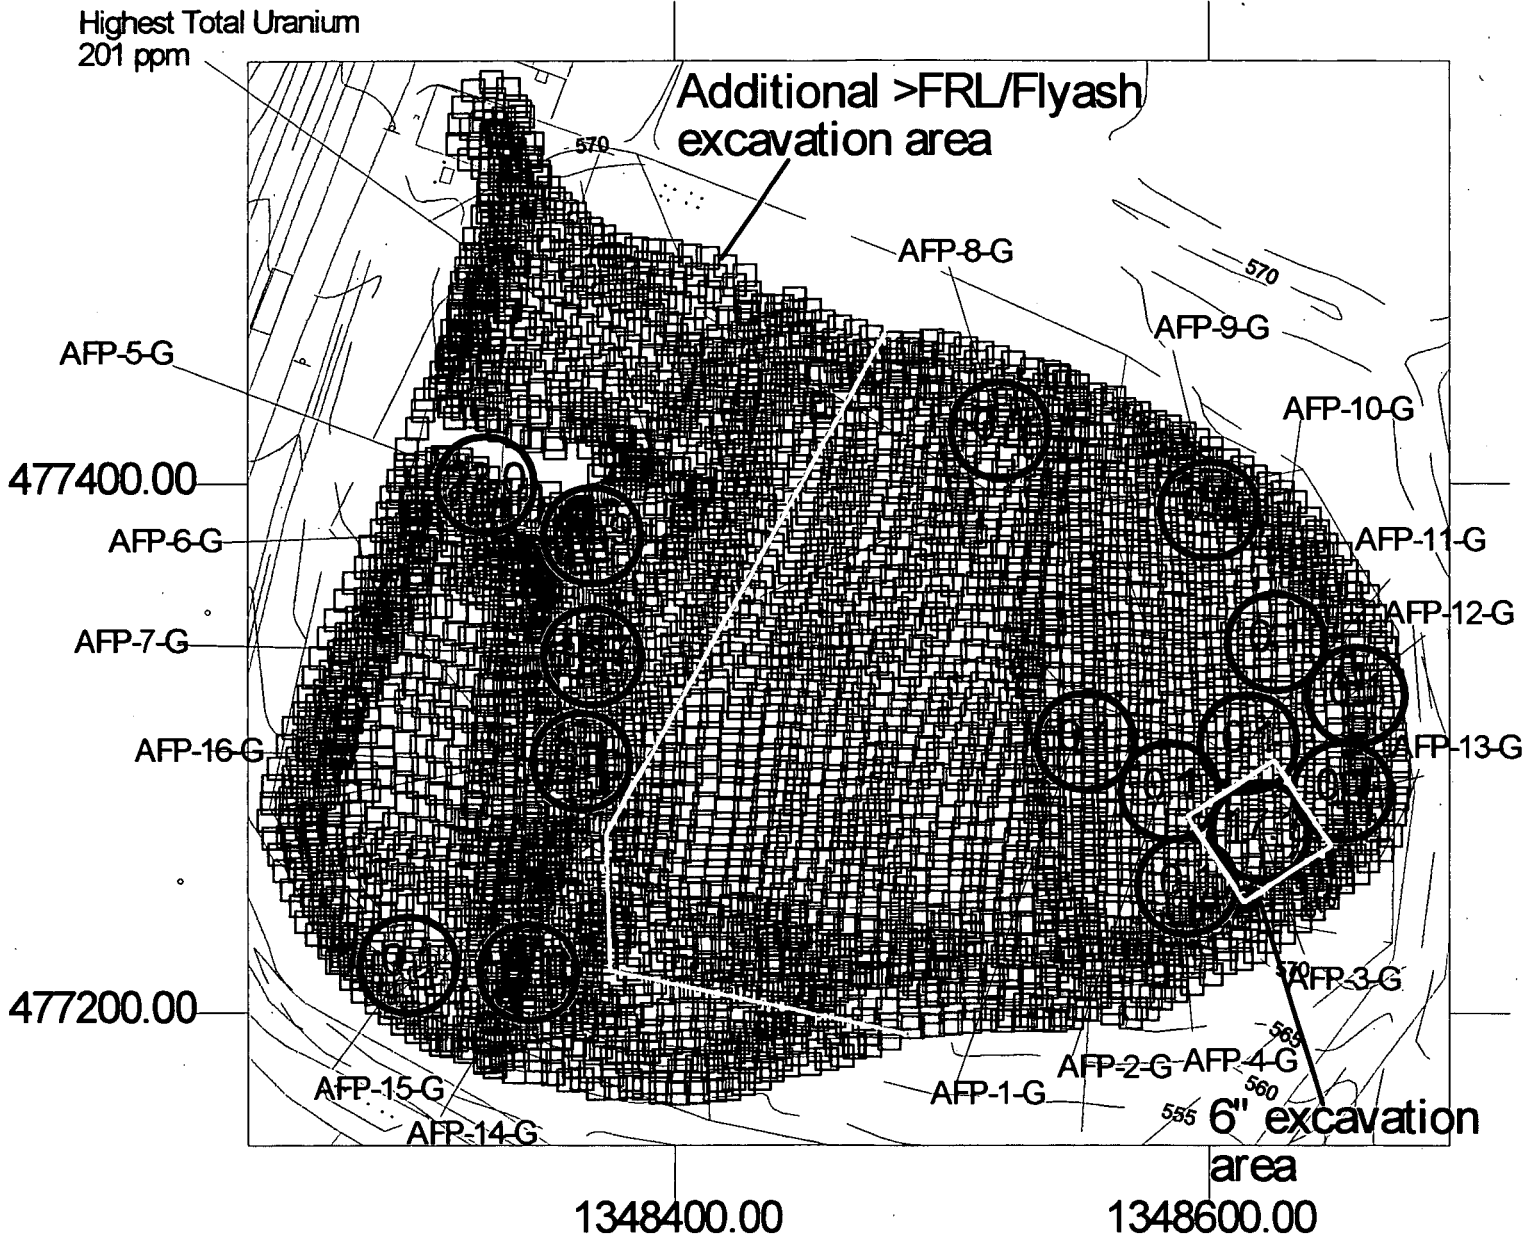 Highest Total Uranium
201 ppm
Additional >FRL/Flyash
excavation area
570
AFP-8-G
570
AFP-9-G
AFP-5-G
AFP-10-G
477400.00
AFP-6-G
AFP-11-G
AFP-12-G
AFP-7-G
AFP-16-G
AFP-13-G
570
AFP-3-G
477200.00
565
AFP-2-G
AFP-4-G
AFP-15-G
AFP-1-G
560
555
6" excavation
area
AFP-14-G
1348400.00
1348600.00